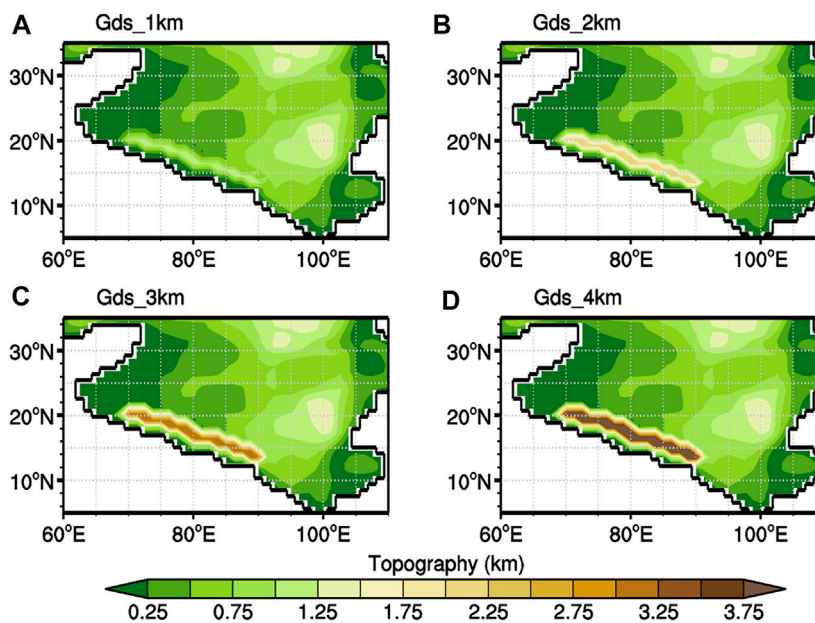 A Gds_1km
B Gds_2km
30°N
20°N
10°N
60°E 80°E 100°E
30°N
20°N
10°N
60°E 80°E 100°E
C Gds_3km
D Gds_4km
30°N
20°N
10°N
60°E 80°E 100°E
30°N
20°N
10°N
60°E 80°E 100°E
Topography (km)
0.25 0.75 1.25 1.75 2.25 2.75 3.25 3.75